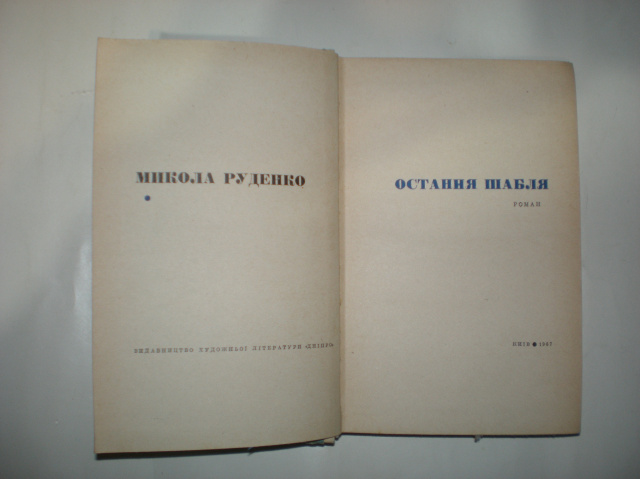 МИКОЛА РУДЕНКО
ВИДАВНИЦТВО ХУДОЖНЬОЇ ЛІТЕРАТУРИ «ДНІПРО»
ОСТАННЯ ШАБЛЯ
РОМАН
КИЇВ ● 1967